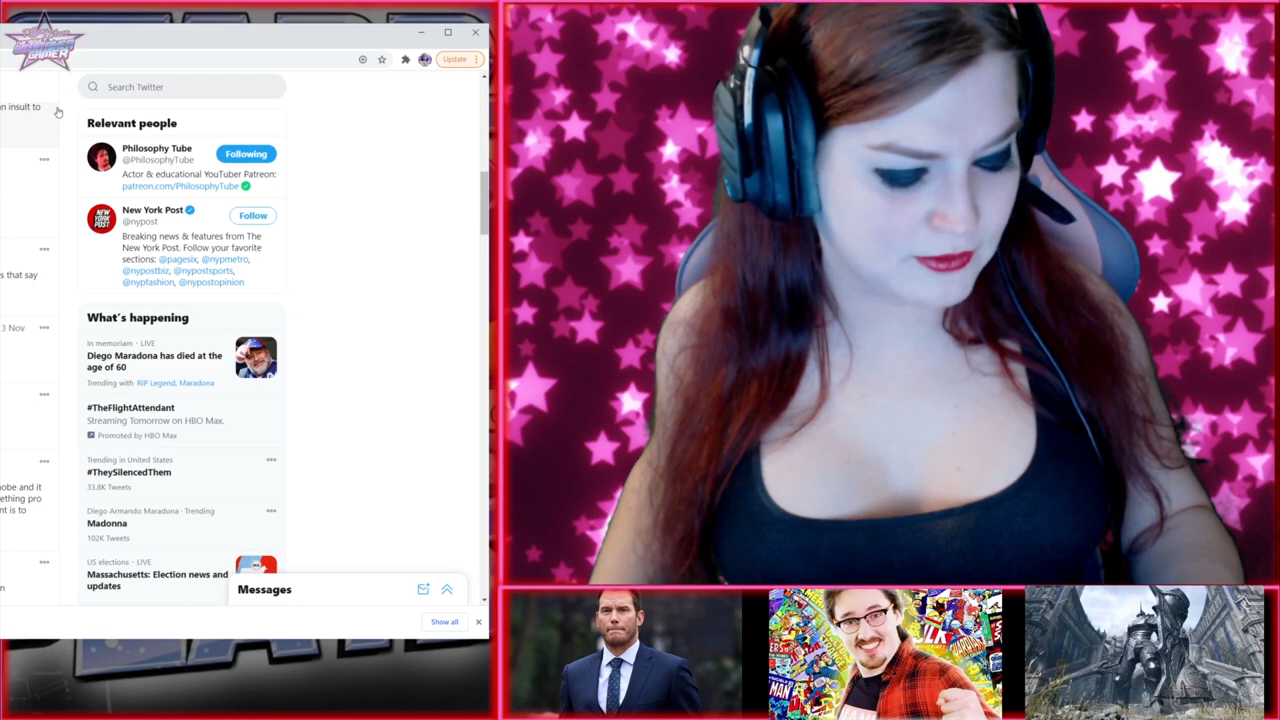 Update
Search Twitter
n insult to
Relevant people
Philosophy Tube
@PhilosophyTube
Following
Actor & educational YouTuber Patreon:
patreon.com/PhilosophyTube
New York Post
@nypost
Follow
Breaking news & features from The
New York Post. Follow your favorite
sections: @pagesix, @nypmetro,
@nypostbiz, @nypostsports,
@nypfashion, @nypostopinion
s that say
What's happening
3 Nov
In memoriam · LIVE
Diego Maradona has died at the
age of 60
Trending with RIP Legend, Maradona
#TheFlightAttendant
Streaming Tomorrow on HBO Max.
Promoted by HBO Max
Trending in United States
#TheySilencedThem
33.8K Tweets
obe and it
ething pro
nt is to
Diego Armando Maradona · Trending
Madonna
102K Tweets
US elections · LIVE
Massachusetts: Election news and
updates
n
Messages
Show all
GAMER
HULK
MAN